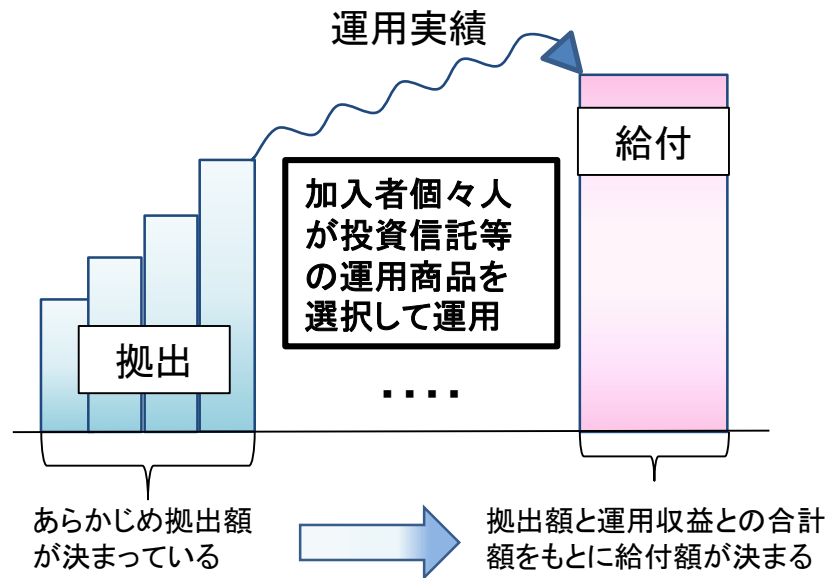 運用実績
給付
加入者個々人
が投資信託等
の運用商品を
選択して運用
拠出
‥‥
あらかじめ拠出額
が決まっている
拠出額と運用収益との合計
額をもとに給付額が決まる